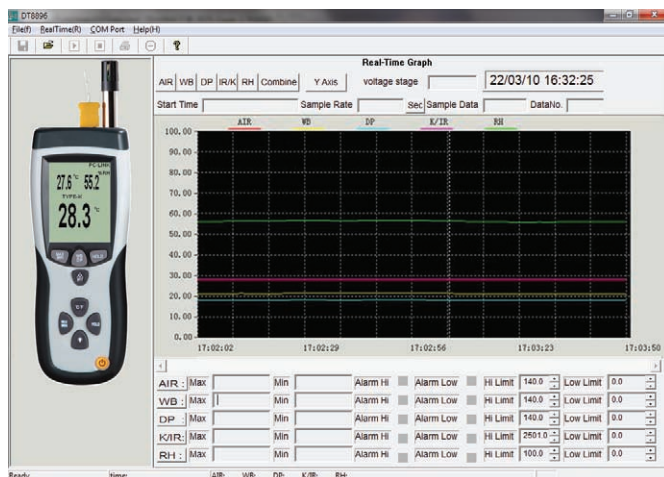 DT8896
File(f) RealTime(R) COM Port Help(H)
Real-Time Graph
AIR WB DP IR/K RH Combine Y Axis voltage stage 22/03/10 16:32:25
Start Time Sample Rate Sec Sample Data DataNo.
AIR WB DP K/IR RH
100.00
90.00
80.00
70.00
60.00
50.00
40.00
30.00
20.00
10.00
0.00
17:02:02 17:02:29 17:02:56 17:03:23 17:03:50
PC-LINK
27.6 °C 55.2 %RH
TYPE-K
28.3 °C
HOLD
AIR : Max Min Alarm Hi Alarm Low Hi Limit 140.0 Low Limit 0.0
WB : Max Min Alarm Hi Alarm Low Hi Limit 140.0 Low Limit 0.0
DP : Max Min Alarm Hi Alarm Low Hi Limit 140.0 Low Limit 0.0
K/IR: Max Min Alarm Hi Alarm Low Hi Limit 2501.0 Low Limit 0.0
RH : Max Min Alarm Hi Alarm Low Hi Limit 100.0 Low Limit 0.0
Ready time: AIR: WB: DP: K/IR: RH: